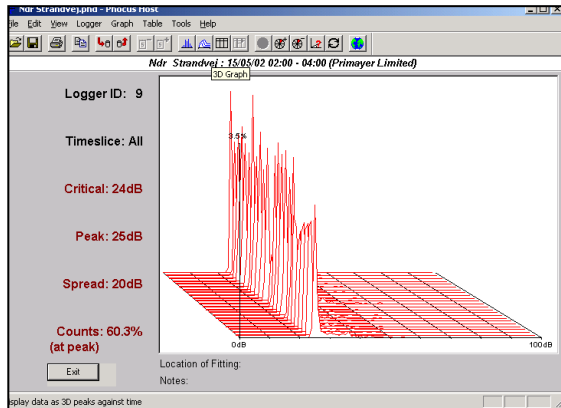 Ndr Strandvej.phd - Phocus Host
File Edit View Logger Graph Table Tools Help
Ndr Strandvej : 15/05/02 02:00 - 04:00 (Primayer Limited)
3D Graph
Logger ID: 9
3.5%
Timeslice: All
Critical: 24dB
Peak: 25dB
Spread: 20dB
Counts: 60.3%
(at peak)
0dB
100dB
Exit
Location of Fitting:
Notes:
isplay data as 3D peaks against time